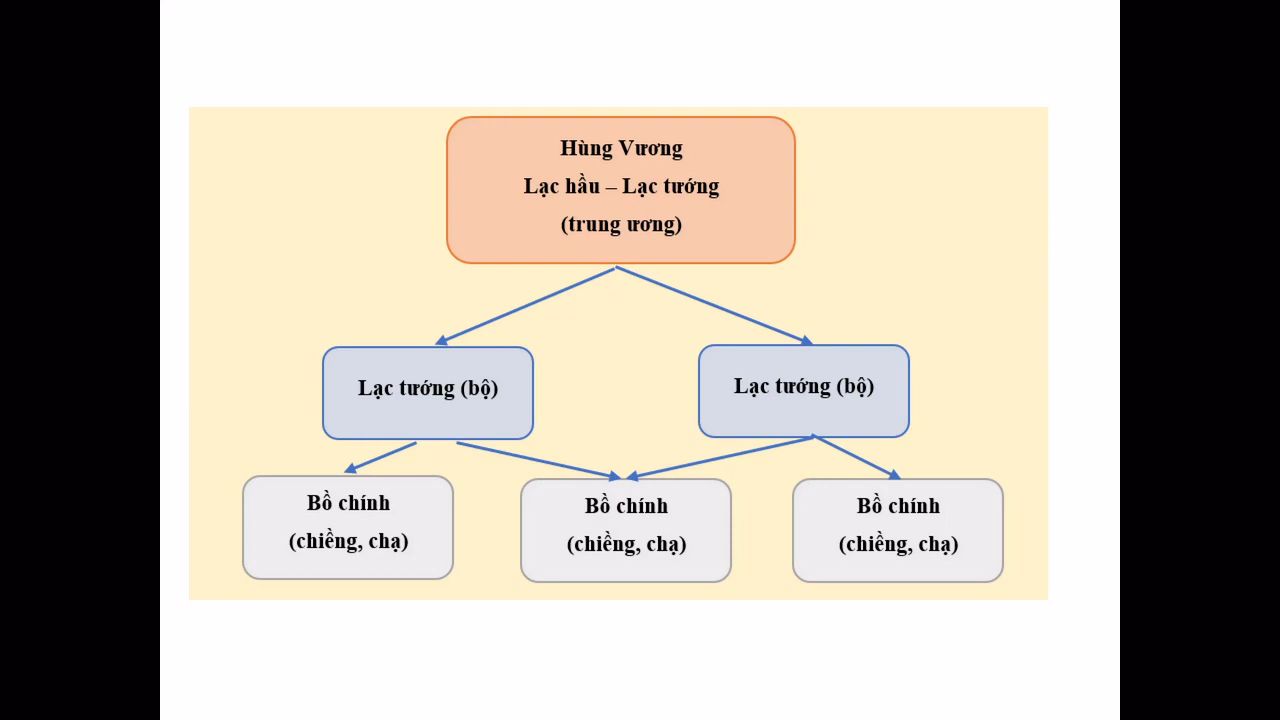 Hùng Vương
Lạc hầu – Lạc tướng
(trung ương)
Lạc tướng (bộ)
Lạc tướng (bộ)
Bồ chính
(chiềng, chạ)
Bồ chính
(chiềng, chạ)
Bồ chính
(chiềng, chạ)